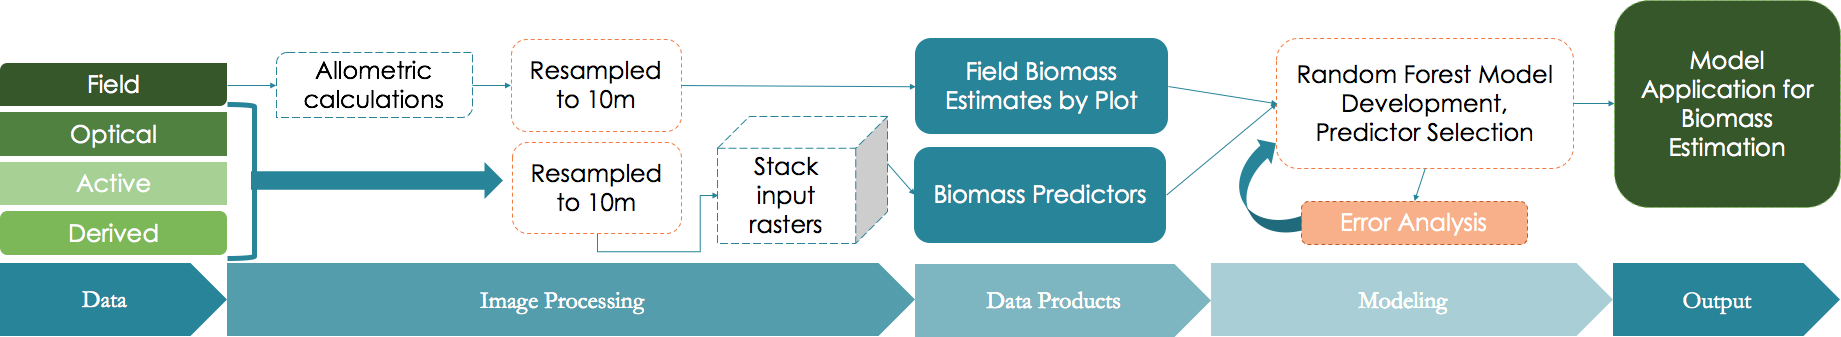 Field
Optical
Active
Derived
Allometric
calculations
Resampled
to 10m
Resampled
to 10m
Stack
input
rasters
Field Biomass
Estimates by Plot
Biomass Predictors
Random Forest Model
Development,
Predictor Selection
Error Analysis
Model
Application for
Biomass
Estimation
Data
Image Processing
Data Products
Modeling
Output